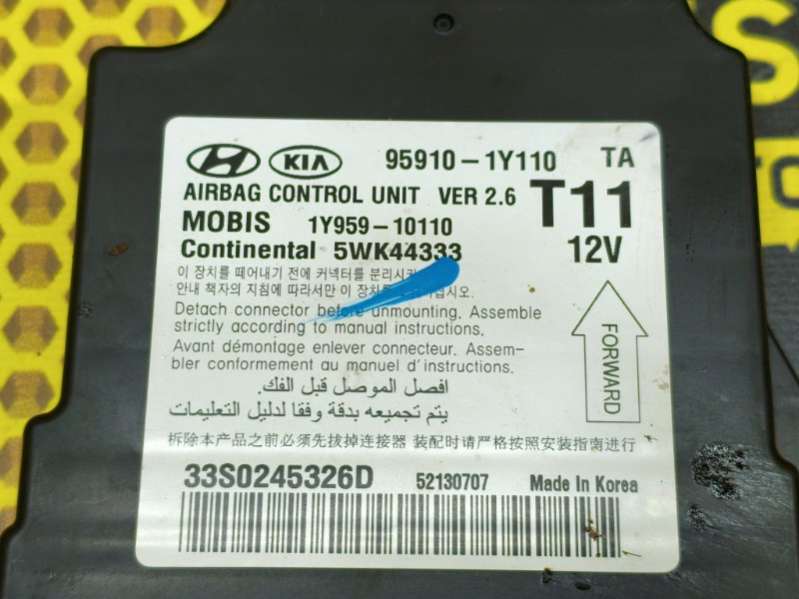 KIA 95910-1Y110 TA
AIRBAG CONTROL UNIT VER 2.6 T11
MOBIS 1Y959-10110
Continental 5WK44333 12V
이 장치를 떼어내기 전에 커넥터를 분리시키
안내 책자의 지침에 따라서만 이 장치를 십시오.
Detach connector before unmounting. Assemble
strictly according to manual instructions.
Avant démontage enlever connecteur. Assem-
bler conformement au manuel d'instructions.
FORWARD
افصل الموصل قبل الفك.
يتم تجميعه بدقة وفقا لدليل التعليمات
拆除本产品之前必须先拔掉连接器 装配时请严格按照安装指南进行
33S0245326D 52130707 Made In Korea